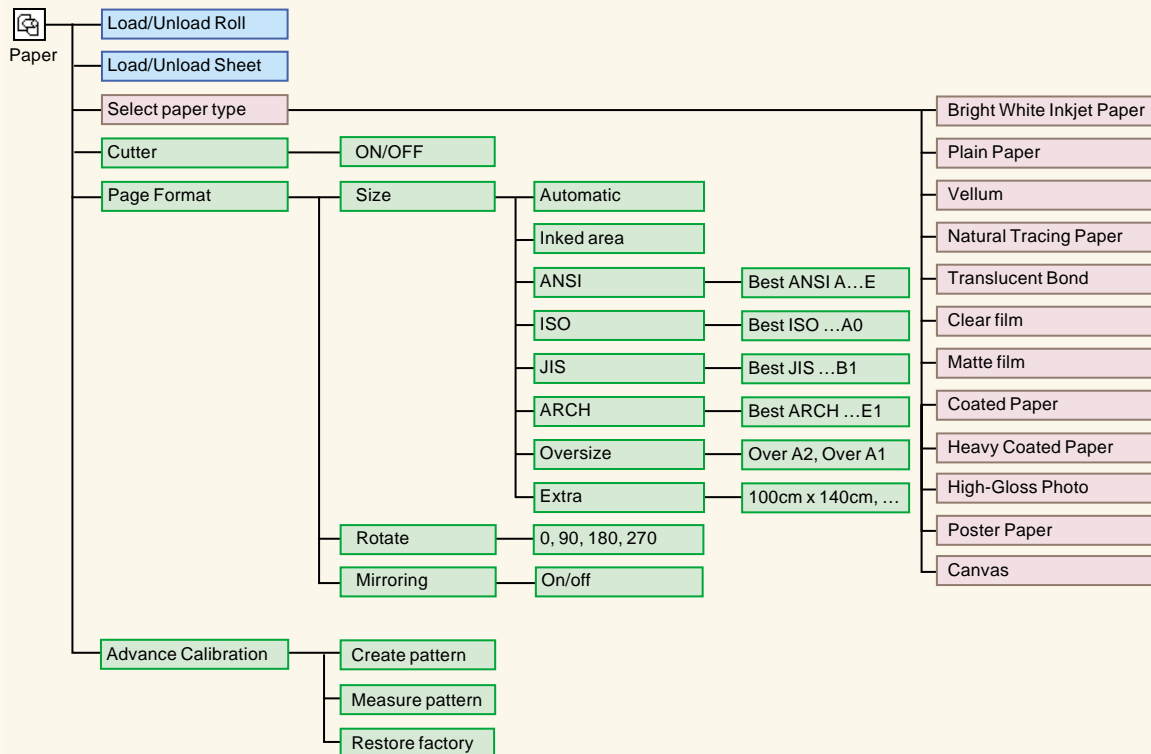 Paper
Load/Unload Roll
Load/Unload Sheet
Select paper type
Bright White Inkjet Paper
Plain Paper
Vellum
Natural Tracing Paper
Translucent Bond
Clear film
Matte film
Coated Paper
Heavy Coated Paper
High-Gloss Photo
Poster Paper
Canvas
Cutter
ON/OFF
Page Format
Size
Automatic
Inked area
ANSI
Best ANSI A…E
ISO
Best ISO …A0
JIS
Best JIS …B1
ARCH
Best ARCH …E1
Oversize
Over A2, Over A1
Extra
100cm x 140cm, …
Rotate
0, 90, 180, 270
Mirroring
On/off
Advance Calibration
Create pattern
Measure pattern
Restore factory